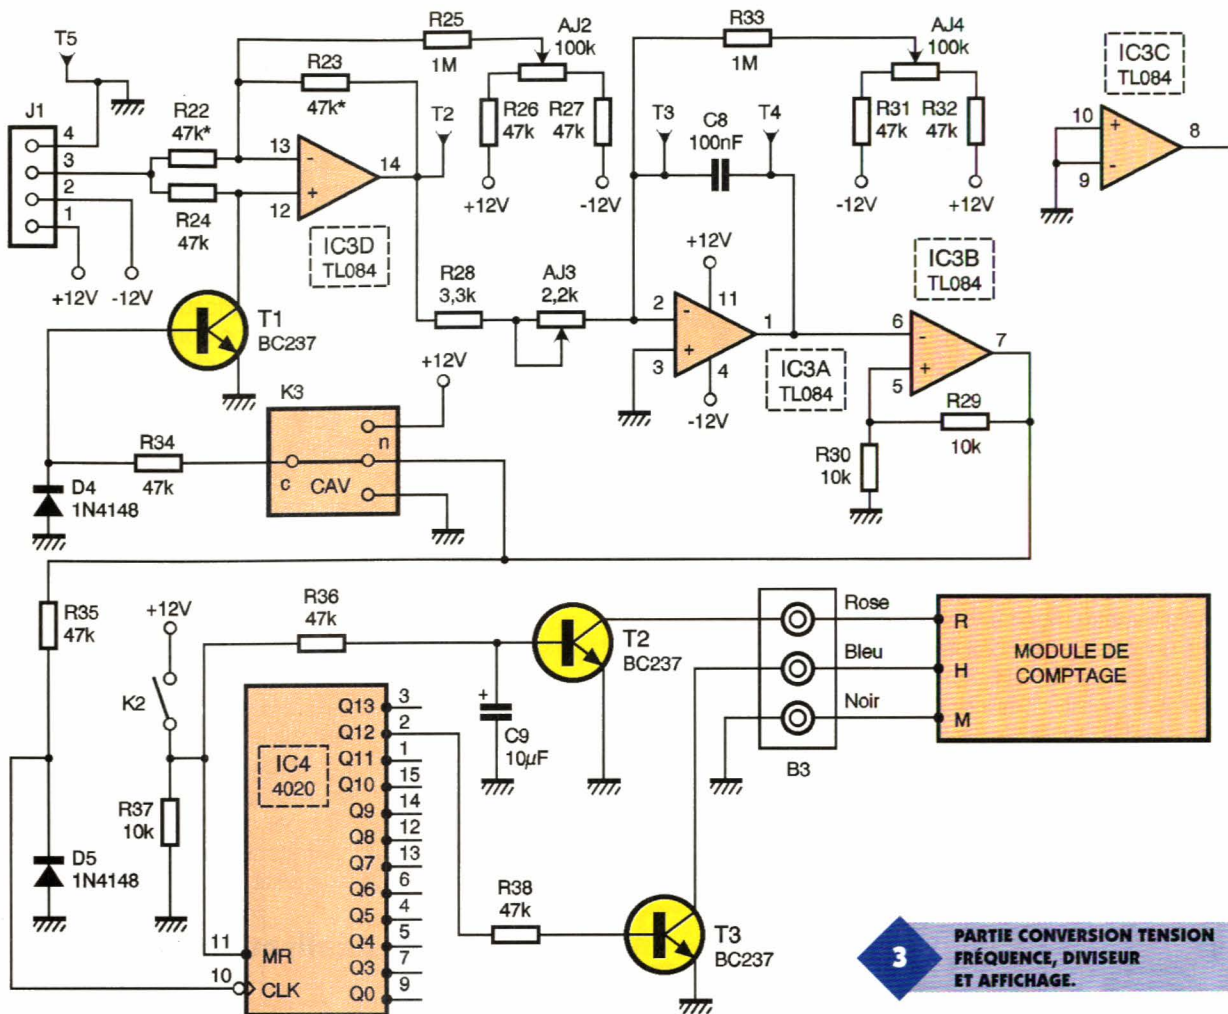 T5
J1
4
3
2
1
+12V
-12V
R22
47k*
R24
47k
R23
47k*
R25
1M
13
-
12
+
14
IC3D
TL084
T2
AJ2
100k
R26
47k
R27
47k
+12V
-12V
R33
1M
T3
T4
C8
100nF
AJ4
100k
R31
47k
R32
47k
-12V
+12V
IC3C
TL084
10
+
-
9
8
T1
BC237
R28
3,3k
AJ3
2,2k
+12V
2
-
11
1
3
+
4
-12V
IC3A
TL084
IC3B
TL084
6
-
7
5
+
R29
10k
R30
10k
K3
+12V
n
c
CAV
R34
47k
D4
1N4148
R35
47k
+12V
K2
R36
47k
T2
BC237
C9
+
10µF
R37
10k
D5
1N4148
IC4
4020
Q13 3
Q12 2
Q11 1
Q10 15
Q9 14
Q8 12
Q7 13
Q6 6
Q5 4
Q4 5
Q3 7
Q0 9
11 MR
10 CLK
R38
47k
T3
BC237
B3
Rose
Bleu
Noir
R
H
M
MODULE DE
COMPTAGE
3
PARTIE CONVERSION TENSION
FRÉQUENCE, DIVISEUR
ET AFFICHAGE.